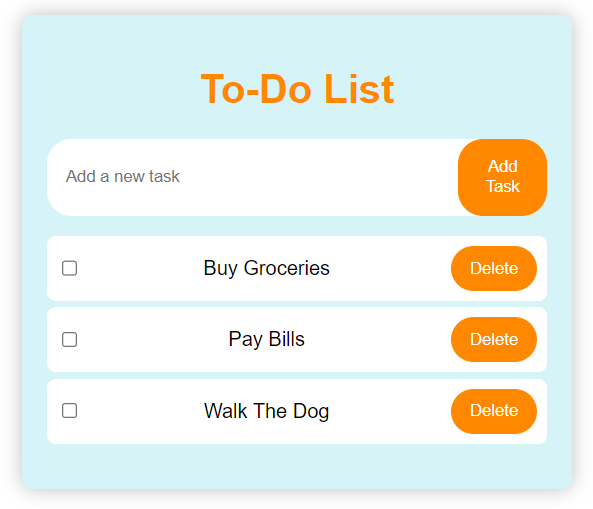 To-Do List
Add a new task
Add
Task
Buy Groceries
Delete
Pay Bills
Delete
Walk The Dog
Delete